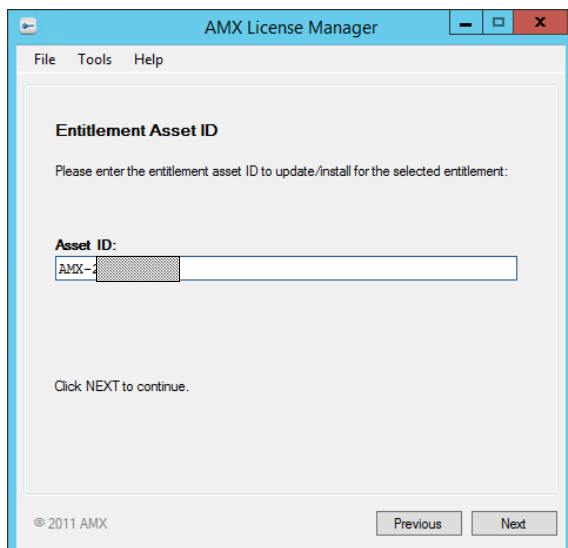 AMX License Manager
File Tools Help
Entitlement Asset ID
Please enter the entitlement asset ID to update/install for the selected entitlement:
Asset ID:
AMX-2
Click NEXT to continue.
© 2011 AMX
Previous Next